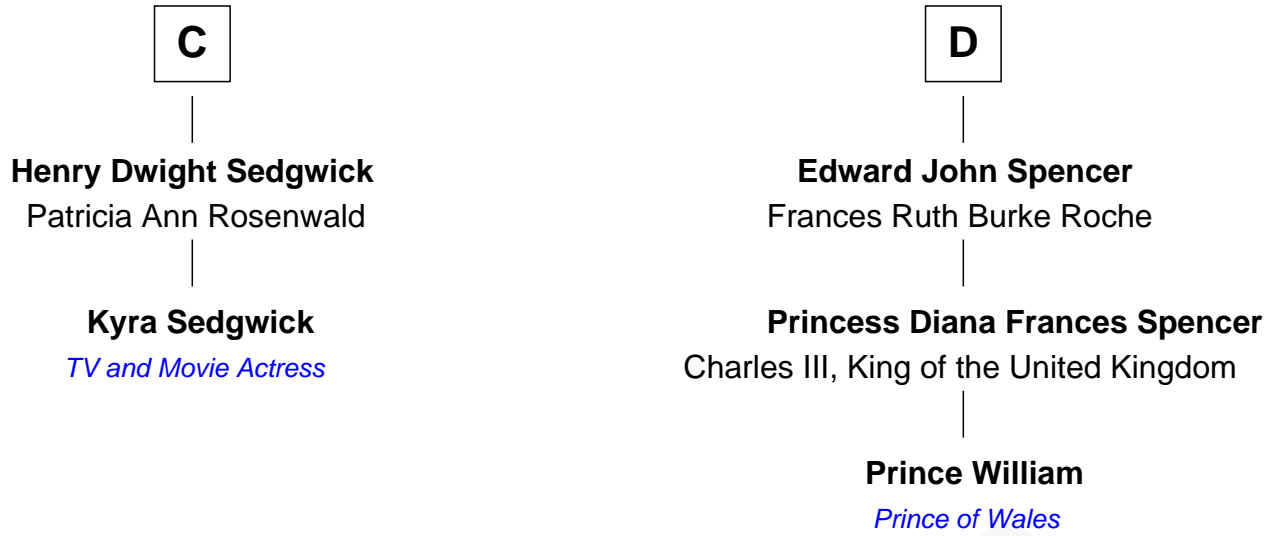 C
Henry Dwight Sedgwick
Patricia Ann Rosenwald
Kyra Sedgwick
TV and Movie Actress
D
Edward John Spencer
Frances Ruth Burke Roche
Princess Diana Frances Spencer
Charles III, King of the United Kingdom
Prince William
Prince of Wales